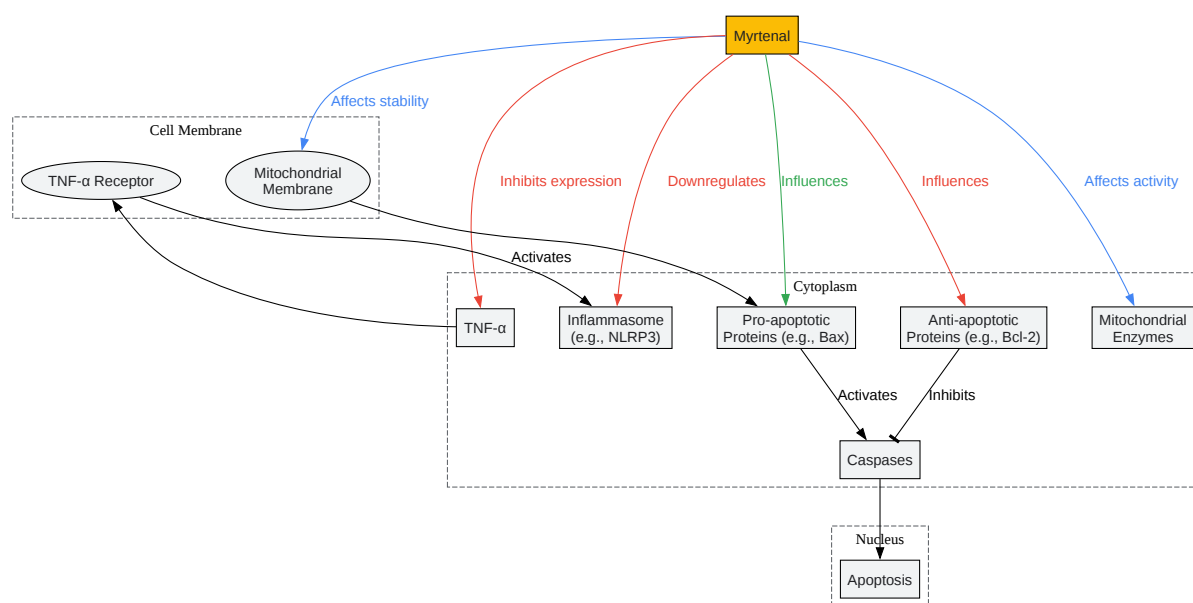 Myrtenal
Affects stability
Cell Membrane
TNF-α Receptor
Mitochondrial
Membrane
Inhibits expression
Downregulates
Influences
Influences
Affects activity
Activates
Cytoplasm
TNF-α
Inflammasome
(e.g., NLRP3)
Pro-apoptotic
Proteins (e.g., Bax)
Anti-apoptotic
Proteins (e.g., Bcl-2)
Mitochondrial
Enzymes
Activates
Inhibits
Caspases
Nucleus
Apoptosis